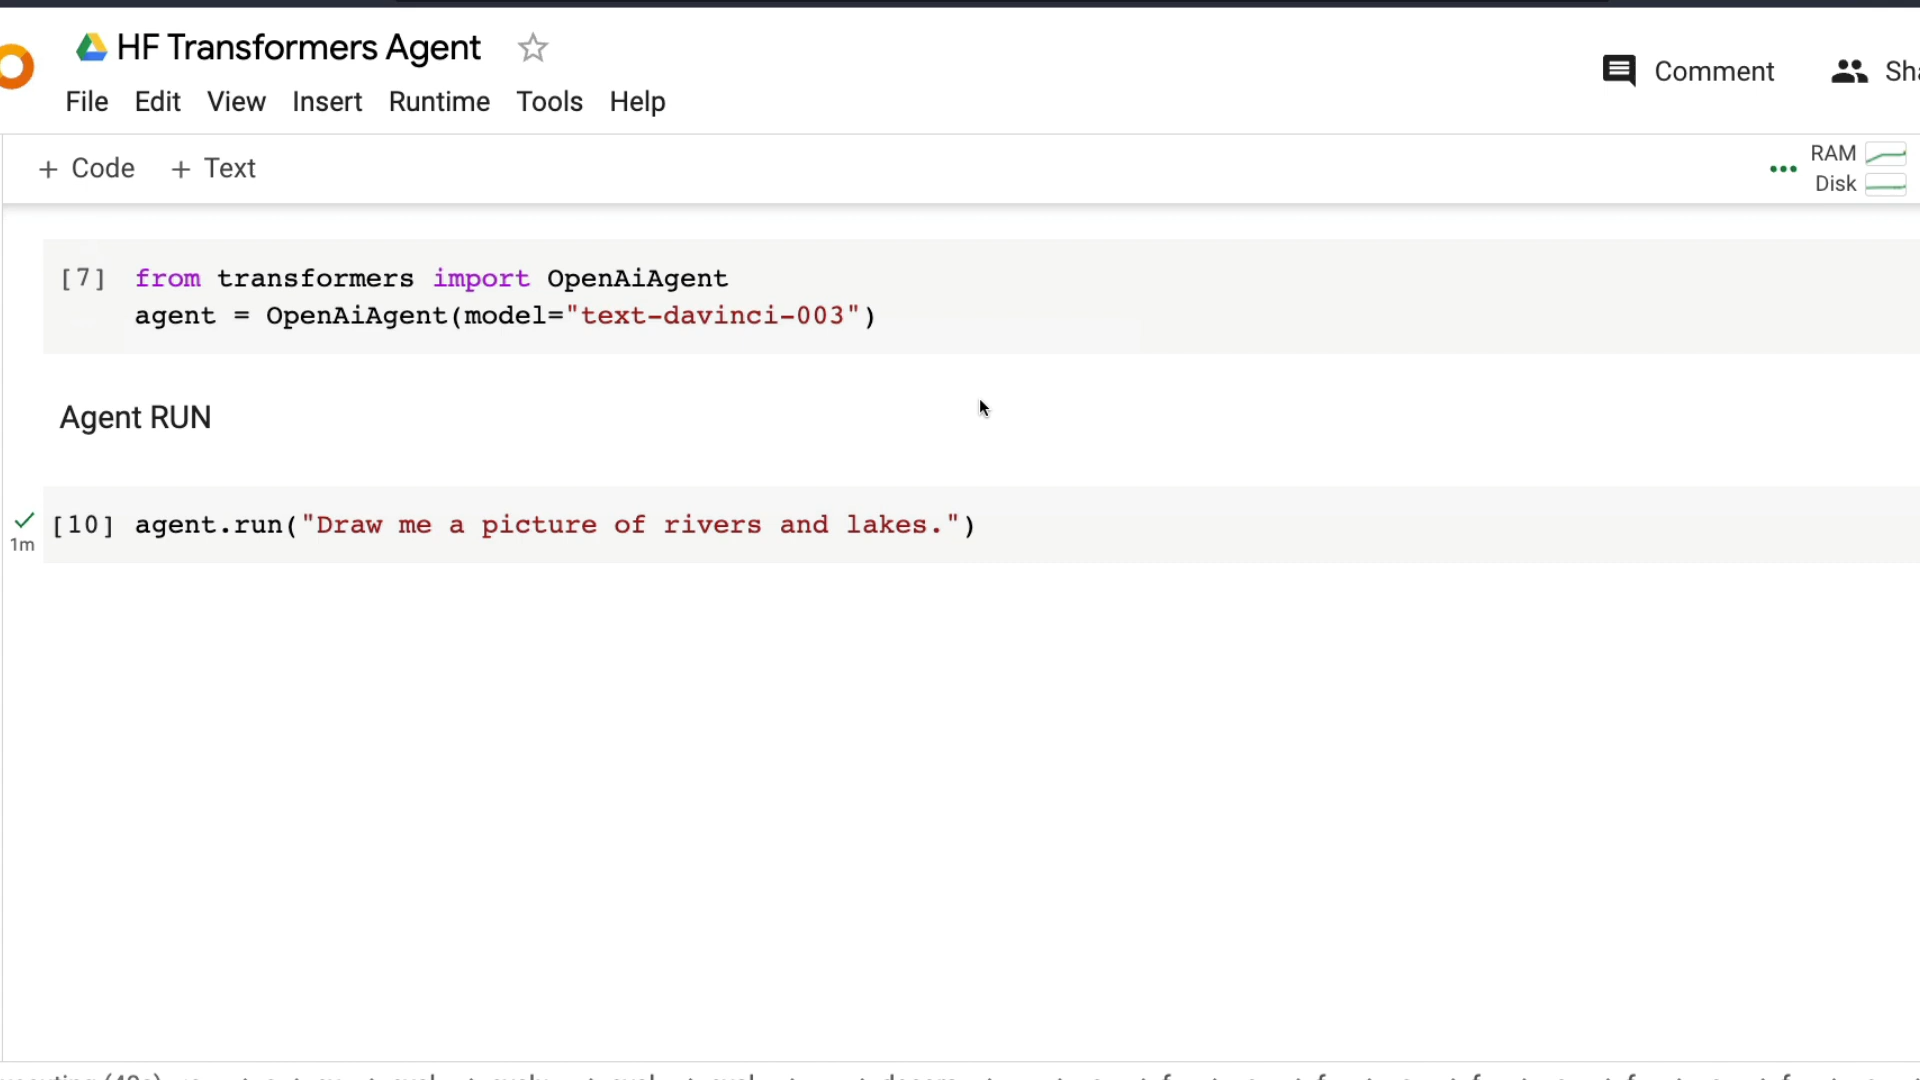 HF Transformers Agent
Comment
File Edit View Insert Runtime Tools Help
+ Code + Text
RAM
Disk
[7] from transformers import OpenAiAgent
agent = OpenAiAgent(model="text-davinci-003")
Agent RUN
[10] agent.run("Draw me a picture of rivers and lakes.")
1m